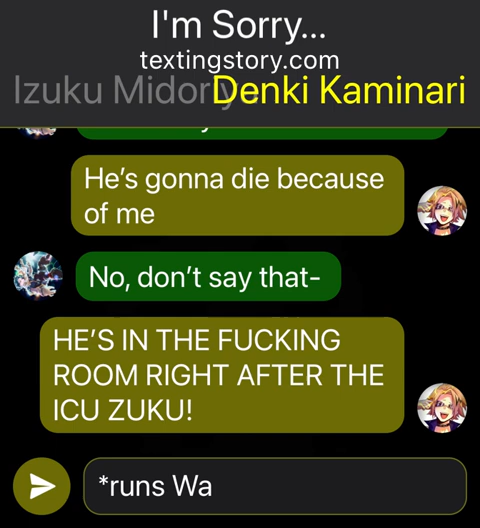 I'm Sorry...
textingstory.com
Izuku Midoriya Denki Kaminari
He's gonna die because
of me
No, don't say that-
HE'S IN THE FUCKING
ROOM RIGHT AFTER THE
ICU ZUKU!
*runs Wa